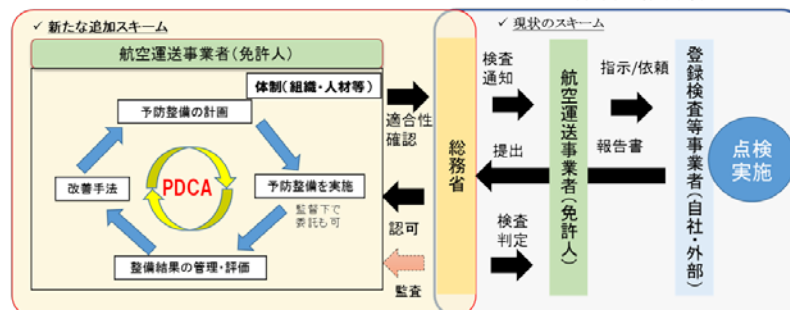 ✓ 新たな追加スキーム
航空運送事業者(免許人)
体制(組織・人材等)
予防整備の計画
予防整備を実施
監督下で
委託も可
整備結果の管理・評価
改善手法
PDCA
適合性
確認
認可
監査
総務省
✓ 現状のスキーム
検査
通知
提出
検査
判定
航空運送事業者(免許人)
指示/依頼
報告書
登録検査等事業者(自社・外部)
点検
実施